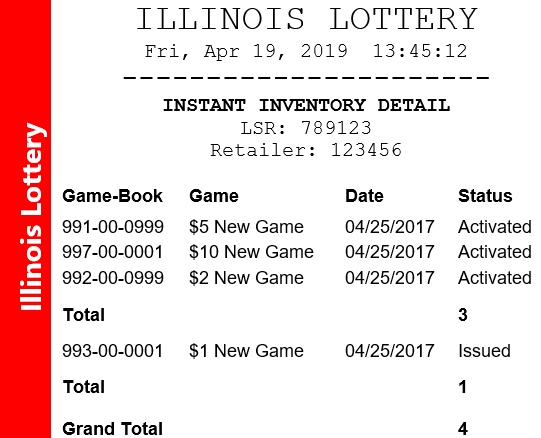 Illinois Lottery
ILLINOIS LOTTERY
Fri, Apr 19, 2019 13:45:12
----------------------
INSTANT INVENTORY DETAIL
LSR: 789123
Retailer: 123456
Game-Book Game Date Status
991-00-0999 $5 New Game 04/25/2017 Activated
997-00-0001 $10 New Game 04/25/2017 Activated
992-00-0999 $2 New Game 04/25/2017 Activated
Total 3
993-00-0001 $1 New Game 04/25/2017 Issued
Total 1
Grand Total 4